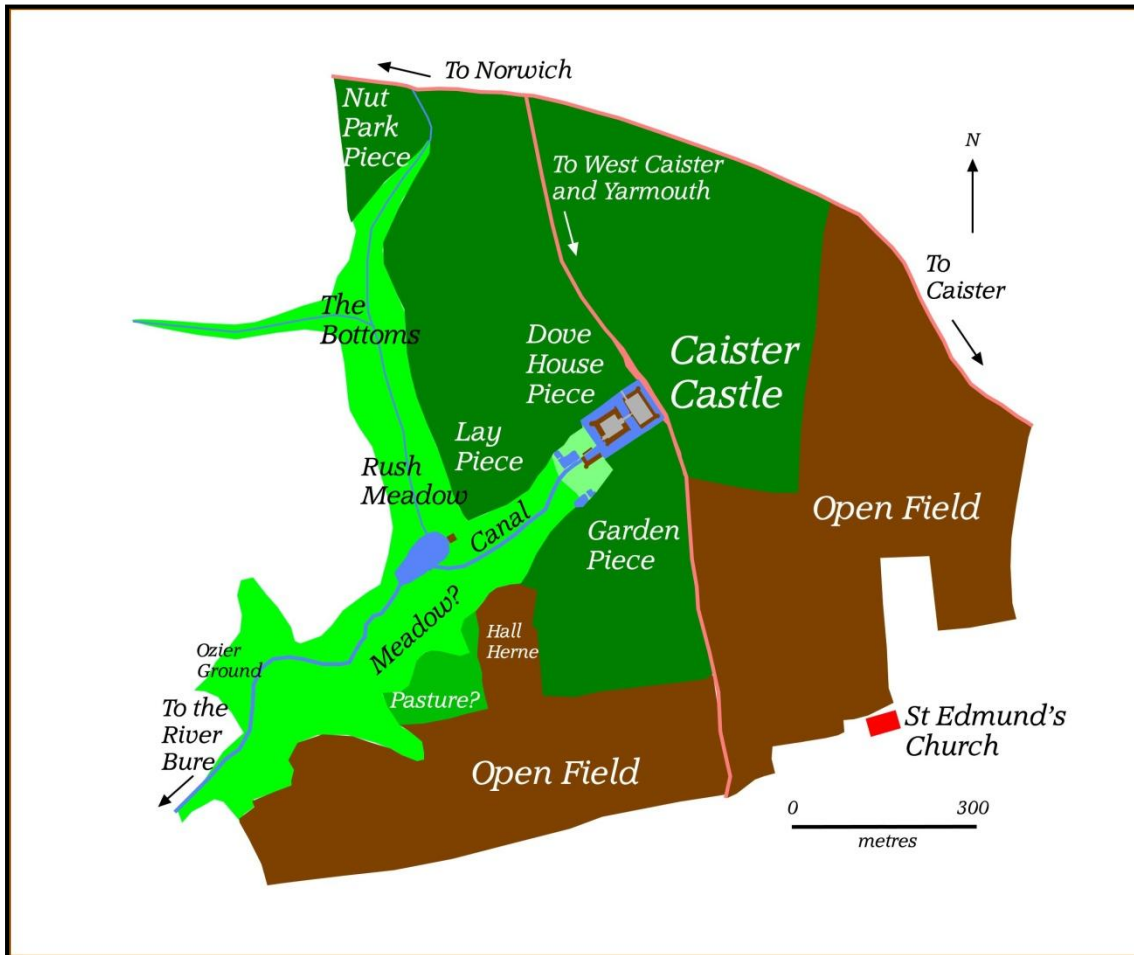 To Norwich
Nut
Park
Piece
To West Caister
and Yarmouth
N
To
Caister
The
Bottoms
Dove
House
Piece
Caister
Castle
Lay
Piece
Rush
Meadow
Canal
Open Field
Garden
Piece
Meadow?
Hall
Herne
Ozier
Ground
Pasture?
To the
River
Bure
St Edmund's
Church
Open Field
0 300
metres